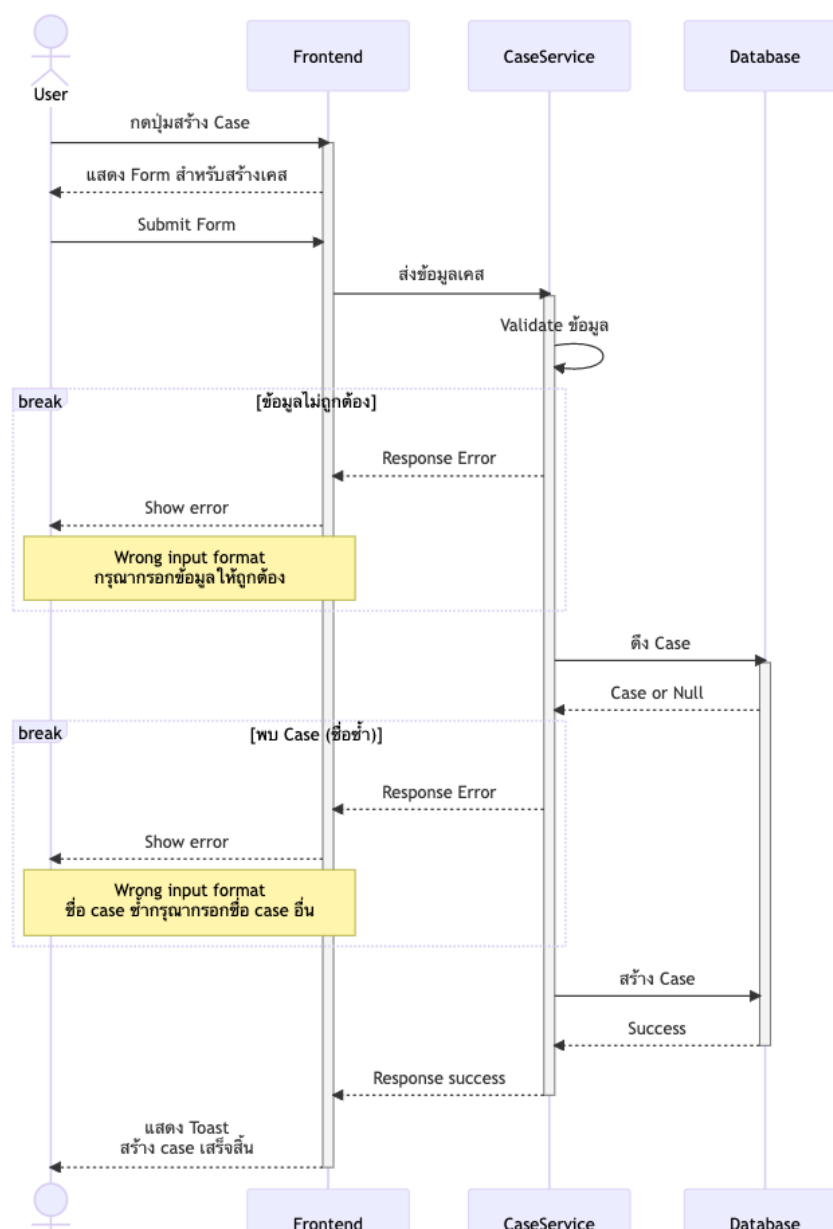 User
Frontend
CaseService
Database
กดปุ่มสร้าง Case
แสดง Form สำหรับสร้างเคส
Submit Form
ส่งข้อมูลเคส
Validate ข้อมูล
break
[ข้อมูลไม่ถูกต้อง]
Response Error
Show error
Wrong input format
กรุณากรอกข้อมูลให้ถูกต้อง
ดึง Case
Case or Null
break
[พบ Case (ชื่อซ้ำ)]
Response Error
Show error
Wrong input format
ชื่อ case ซ้ำกรุณากรอกชื่อ case อื่น
สร้าง Case
Success
Response success
แสดง Toast
สร้าง case เสร็จสิ้น
Frontend
CaseService
Database